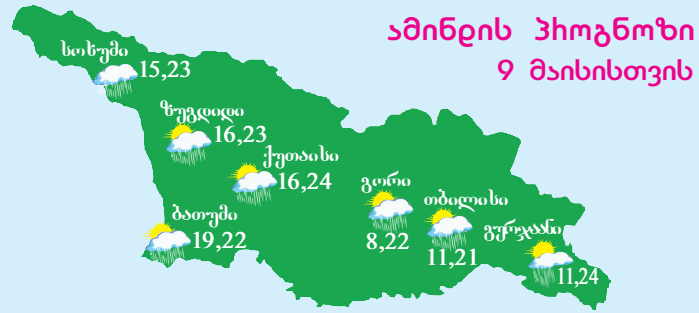 ამინდის პროგნოზი
9 მაისისთვის
სოხუმი
15,23
ზუგდიდი
16,23
ქუთაისი
16,24
გორი
8,22
თბილისი
11,21
გურჯაანი
11,24
ბათუმი
19,22